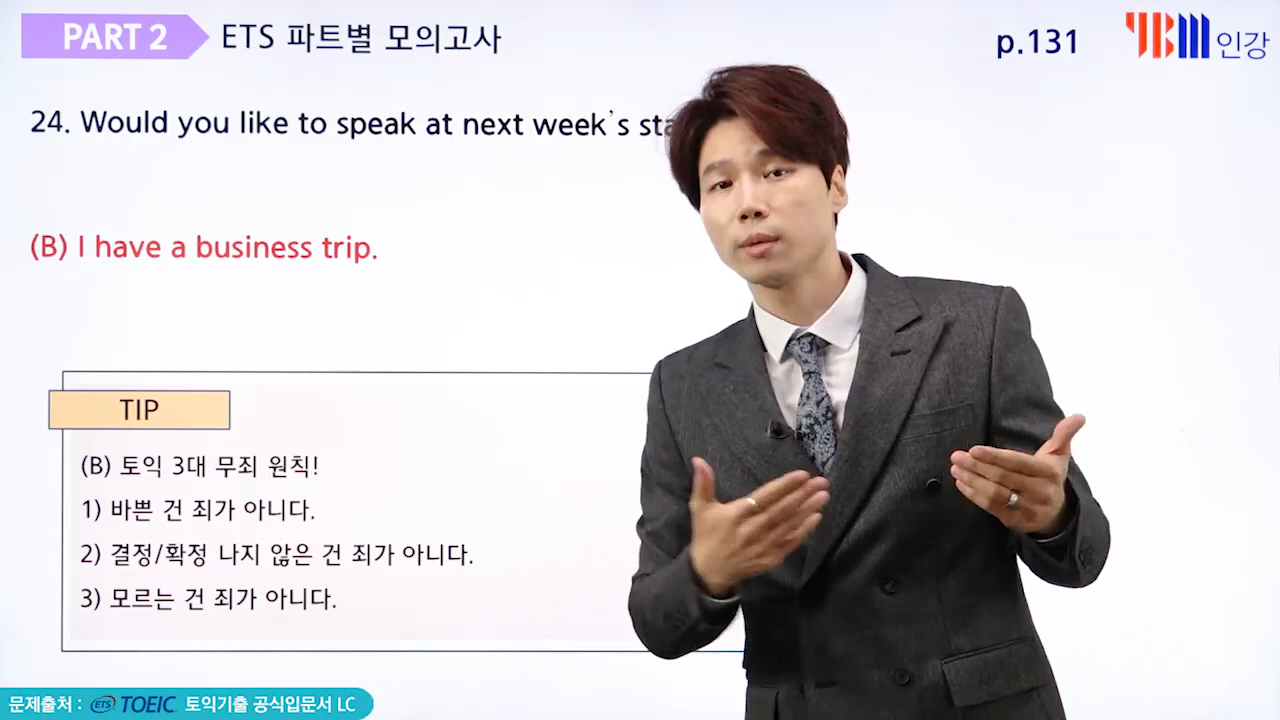 PART 2
ETS 파트별 모의고사
p.131
YBM 인강
24. Would you like to speak at next week's
(B) I have a business trip.
TIP
(B) 토익 3대 무죄 원칙!
1) 바쁜 건 죄가 아니다.
2) 결정/확정 나지 않은 건 죄가 아니다.
3) 모르는 건 죄가 아니다.
문제출처 : ETS TOEIC 토익기출 공식입문서 LC